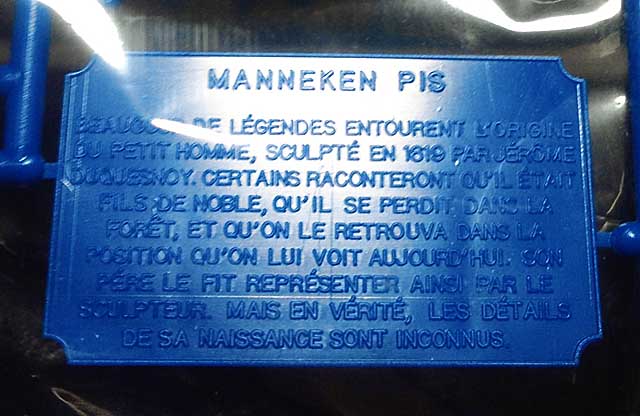 MANNEKEN PIS
BEAUCOUP DE LÉGENDES ENTOURENT L'ORIGINE
DU PETIT HOMME, SCULPTÉ EN 1619 PAR JÉRÔME
DUQUESNOY. CERTAINS RACONTERONT QU'IL ÉTAIT
FILS DE NOBLE, QU'IL SE PERDIT DANS LA
FORÊT, ET QU'ON LE RETROUVA DANS LA
POSITION QU'ON LUI VOIT AUJOURD'HUI. SON
PÈRE LE FIT REPRÉSENTER AINSI PAR LE
SCULPTEUR. MAIS EN VÉRITÉ, LES DÉTAILS
DE SA NAISSANCE SONT INCONNUS.